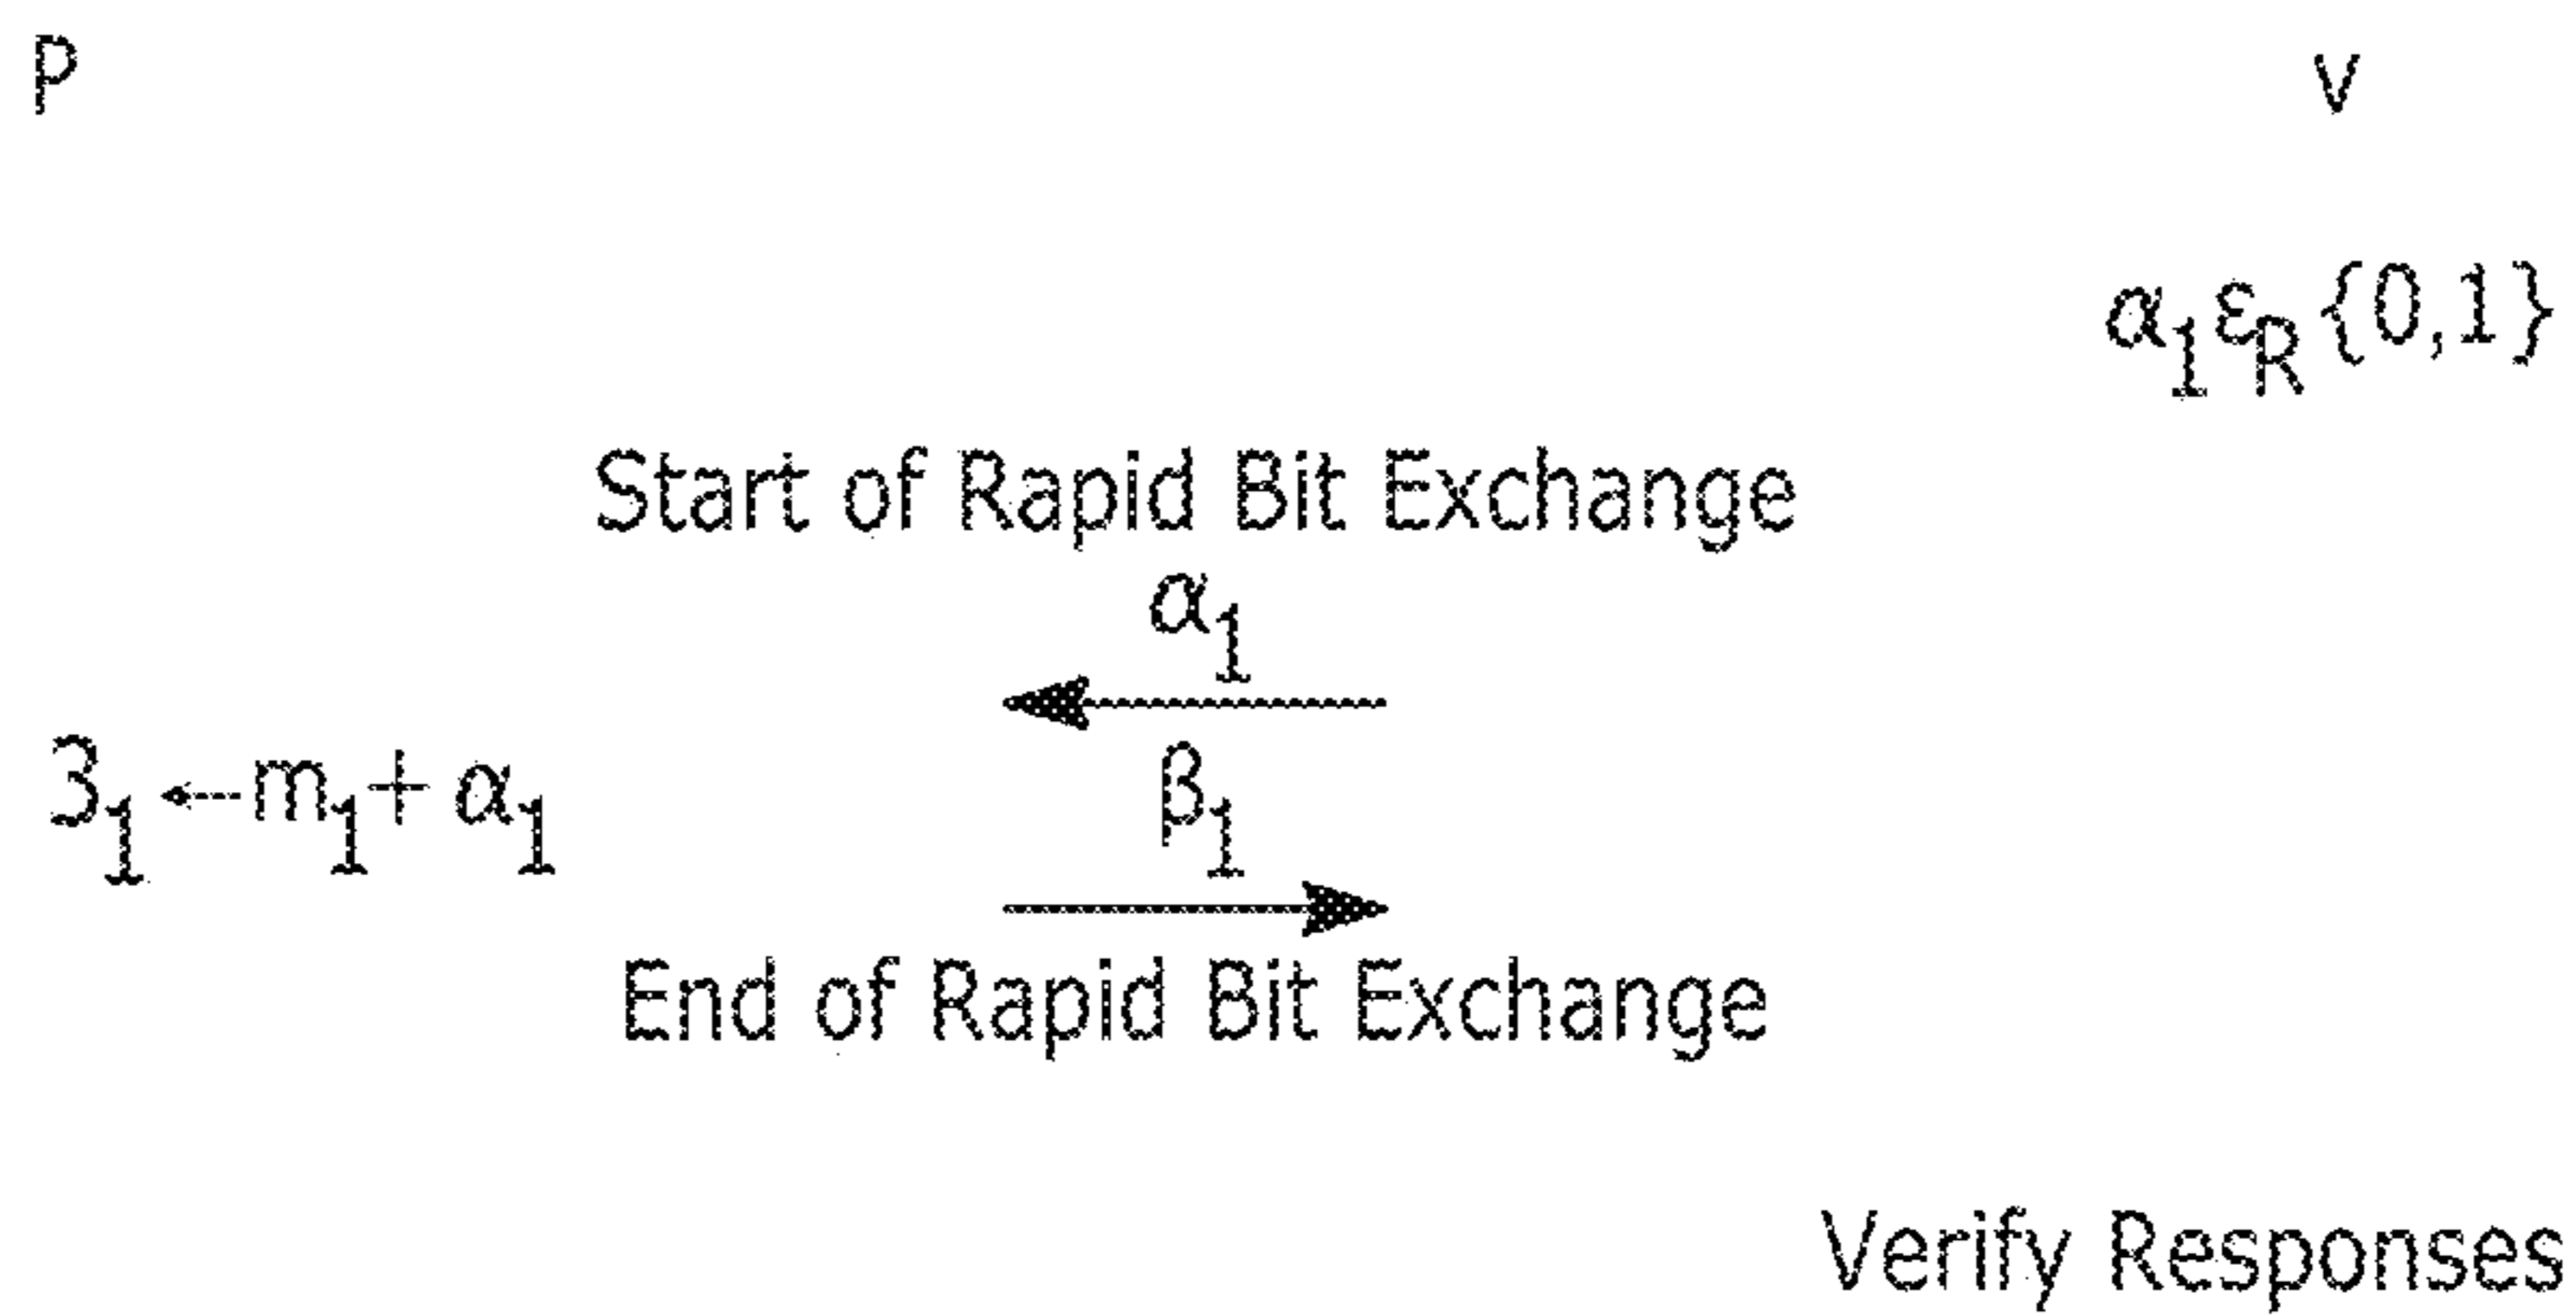 P V
α₁ε_R{0,1}
Start of Rapid Bit Exchange
α₁
3₁←m₁+α₁
β₁
End of Rapid Bit Exchange
Verify Responses